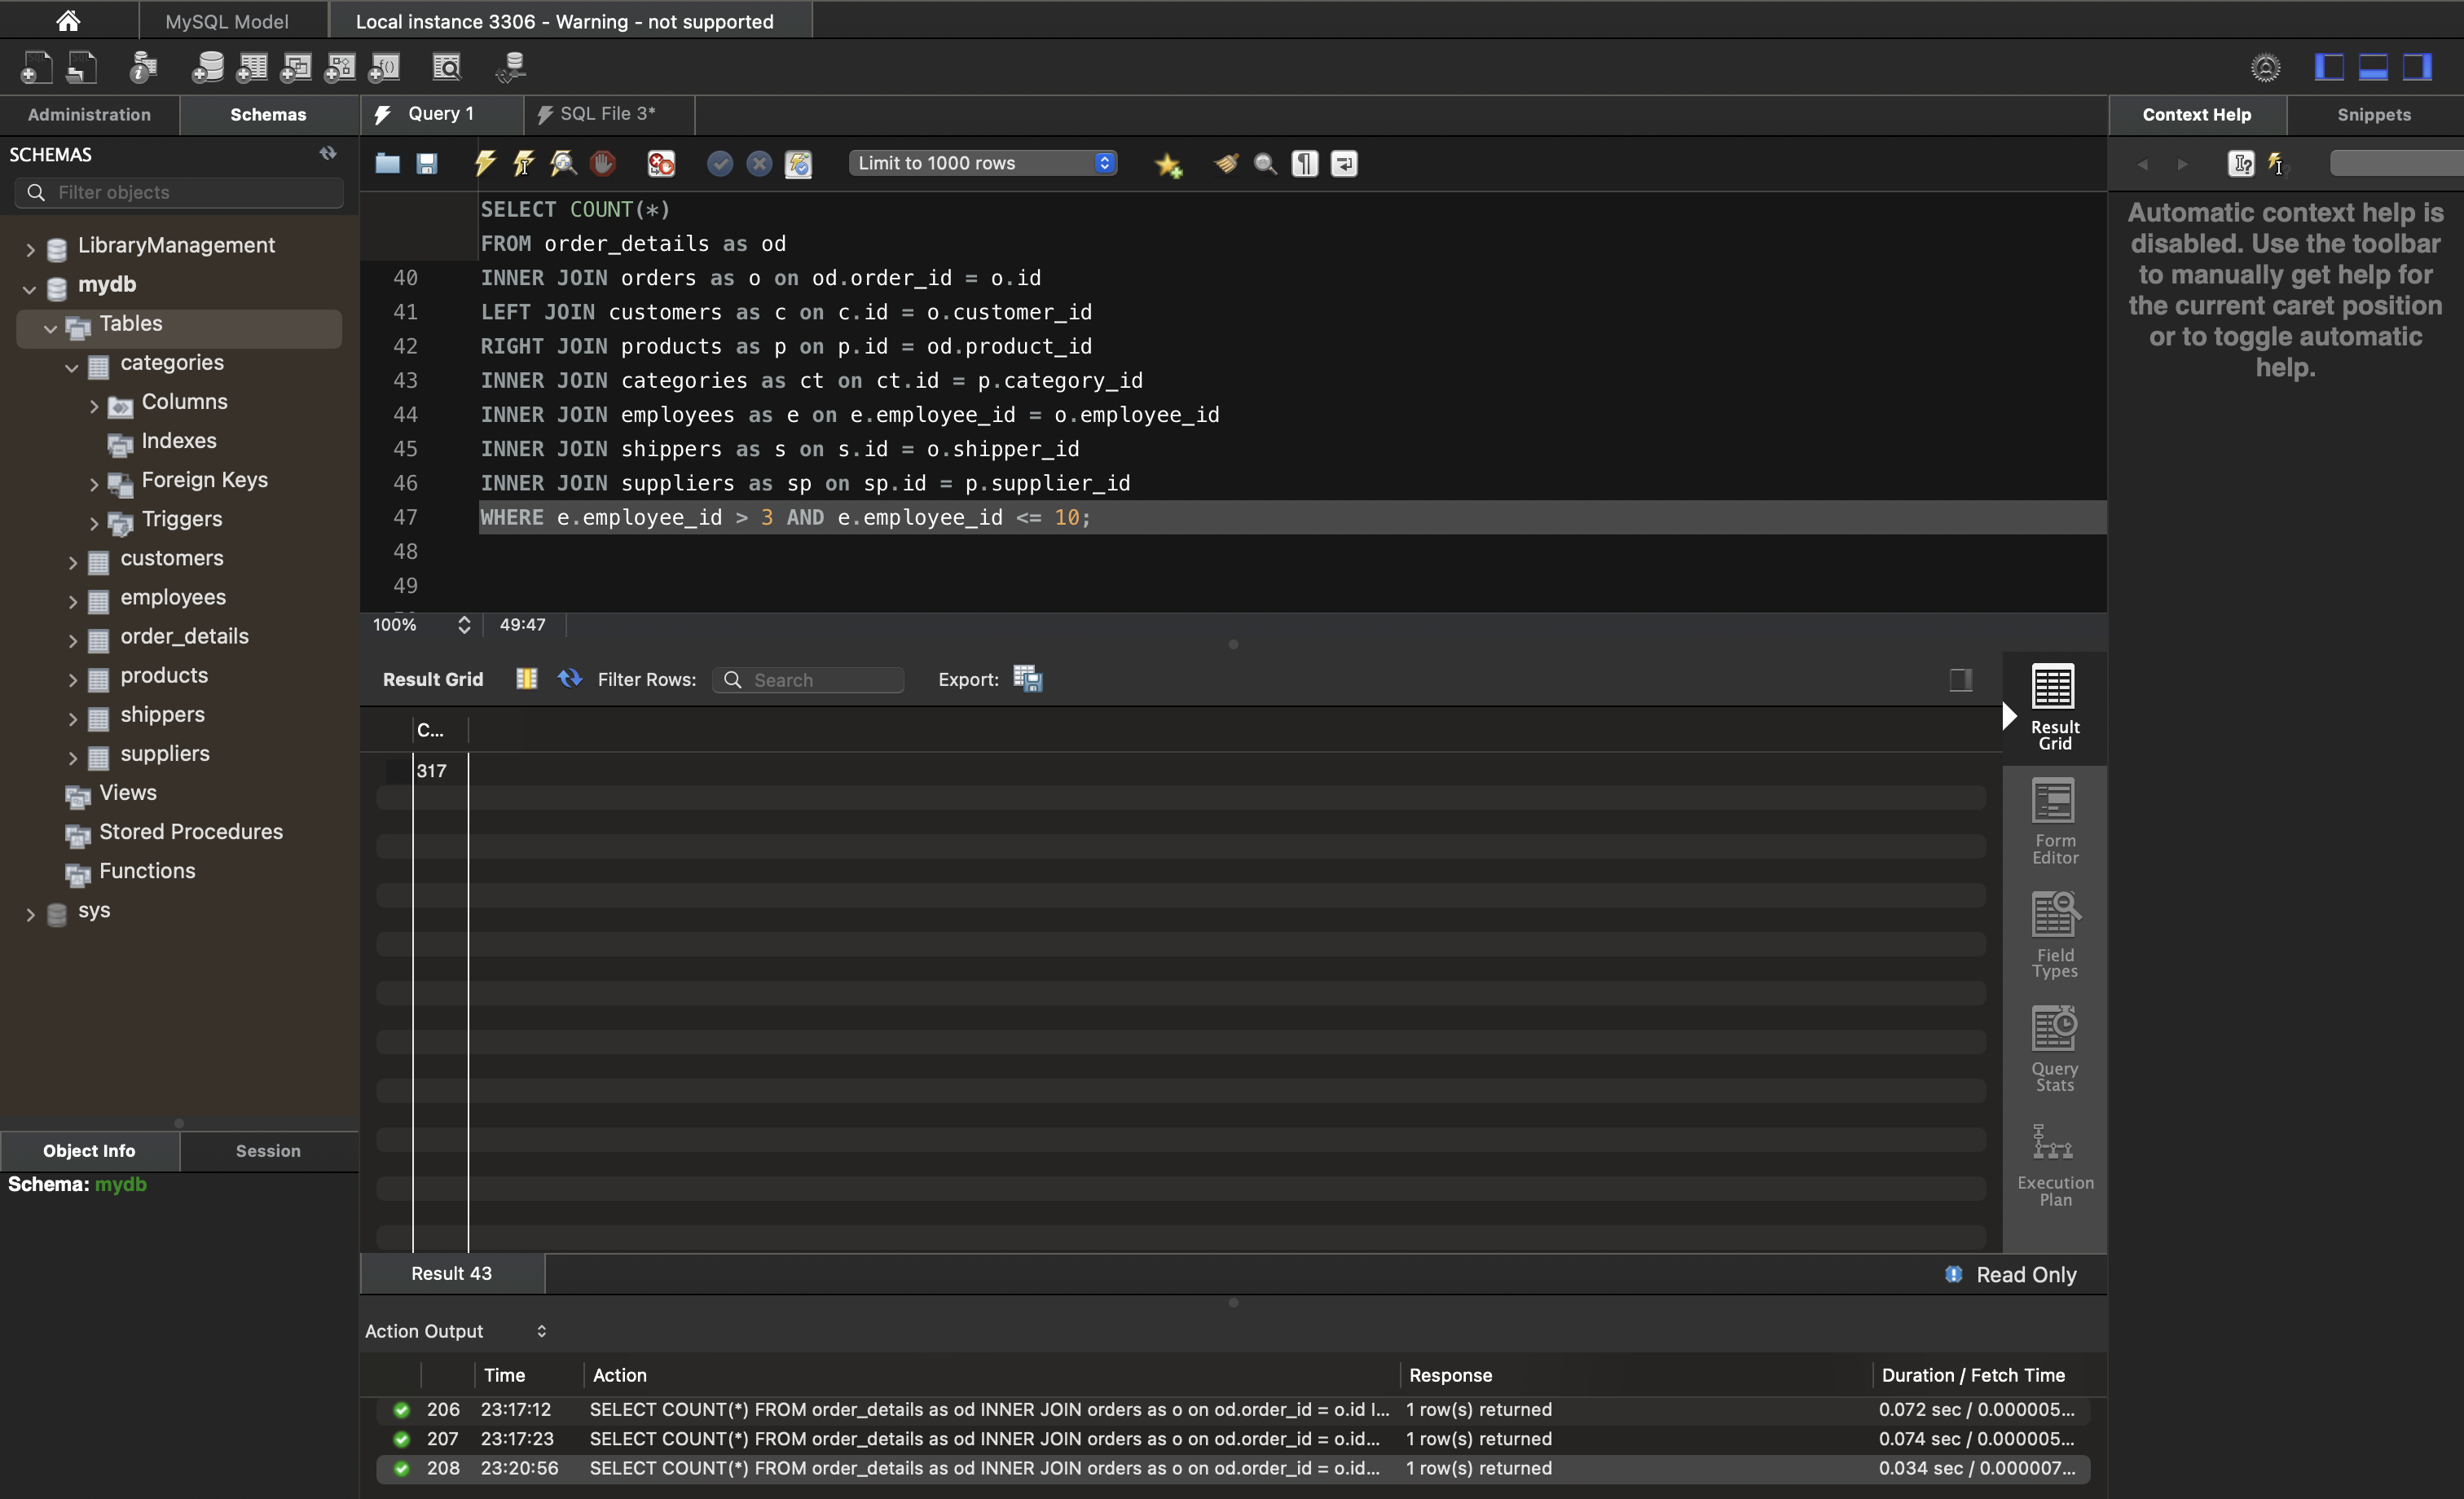 MySQL Model
Local instance 3306 - Warning - not supported
Administration
Schemas
Query 1
SQL File 3*
Context Help
Snippets
SCHEMAS
Filter objects
Limit to 1000 rows
LibraryManagement
mydb
Tables
categories
Columns
Indexes
Foreign Keys
Triggers
customers
employees
order_details
products
shippers
suppliers
Views
Stored Procedures
Functions
sys
SELECT COUNT(*)
FROM order_details as od
40 INNER JOIN orders as o on od.order_id = o.id
41 LEFT JOIN customers as c on c.id = o.customer_id
42 RIGHT JOIN products as p on p.id = od.product_id
43 INNER JOIN categories as ct on ct.id = p.category_id
44 INNER JOIN employees as e on e.employee_id = o.employee_id
45 INNER JOIN shippers as s on s.id = o.shipper_id
46 INNER JOIN suppliers as sp on sp.id = p.supplier_id
47 WHERE e.employee_id > 3 AND e.employee_id <= 10;
48
49
100%
49:47
Automatic context help is
disabled. Use the toolbar
to manually get help for
the current caret position
or to toggle automatic
help.
Result Grid
Filter Rows:
Search
Export:
C...
317
Result
Grid
Form
Editor
Field
Types
Query
Stats
Execution
Plan
Object Info
Session
Schema: mydb
Result 43
Read Only
Action Output
Time Action Response Duration / Fetch Time
206 23:17:12 SELECT COUNT(*) FROM order_details as od INNER JOIN orders as o on od.order_id = o.id I... 1 row(s) returned 0.072 sec / 0.000005...
207 23:17:23 SELECT COUNT(*) FROM order_details as od INNER JOIN orders as o on od.order_id = o.id... 1 row(s) returned 0.074 sec / 0.000005...
208 23:20:56 SELECT COUNT(*) FROM order_details as od INNER JOIN orders as o on od.order_id = o.id... 1 row(s) returned 0.034 sec / 0.000007...